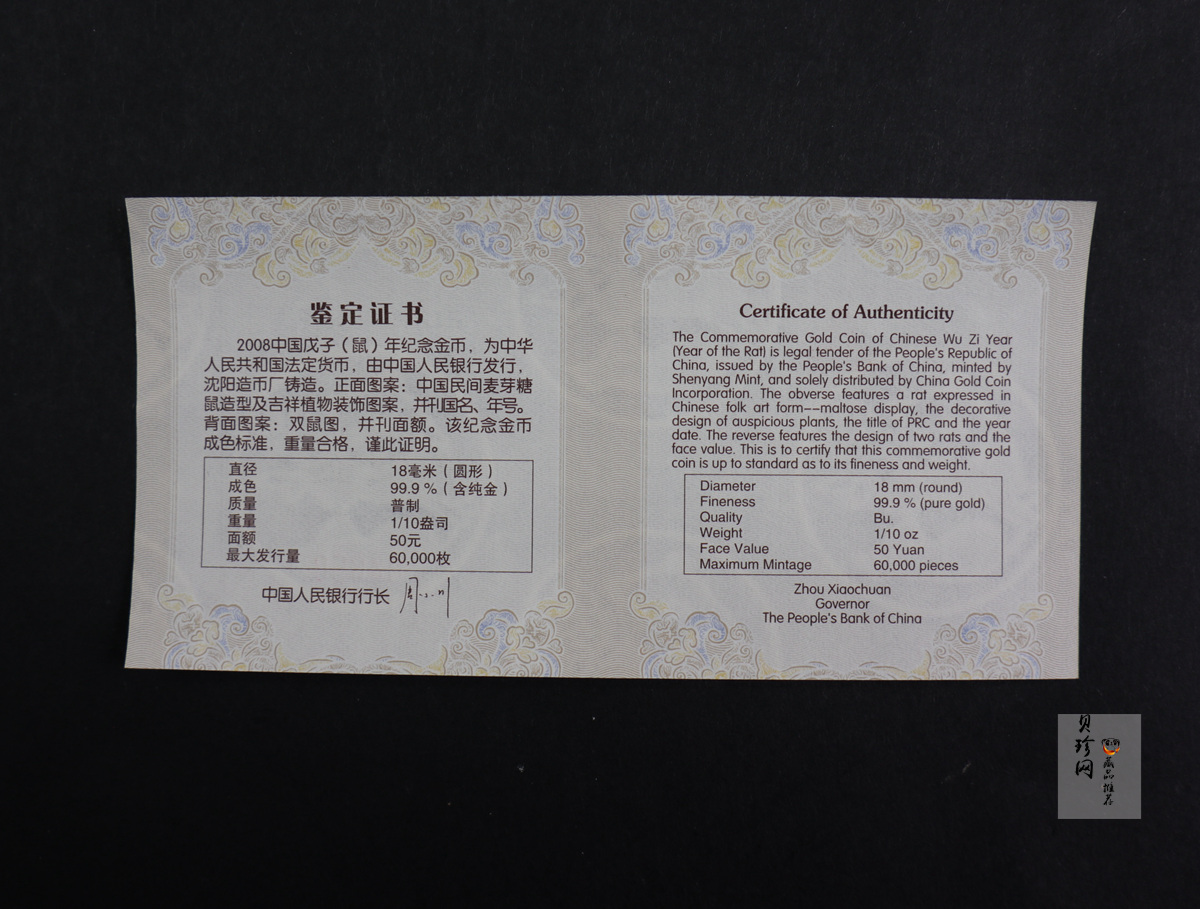 鉴定证书
2008中国戊子（鼠）年纪念金币，为中华
人民共和国法定货币，由中国人民银行发行，
沈阳造币厂铸造。正面图案：中国民间麦芽糖
鼠造型及吉祥植物装饰图案，并刊国名、年号。
背面图案：双鼠图，并刊面额。该纪念金币
成色标准，重量合格，谨此证明。
直径 18毫米（圆形）
成色 99.9％（含纯金）
质量 普制
重量 1/10盎司
面额 50元
最大发行量 60,000枚
中国人民银行行长 周小川
Certificate of Authenticity
The Commemorative Gold Coin of Chinese Wu Zi Year
(Year of the Rat) is legal tender of the People's Republic of
China, issued by the People's Bank of China, minted by
Shenyang Mint, and solely distributed by China Gold Coin
Incorporation. The obverse features a rat expressed in
Chinese folk art form--maltose display, the decorative
design of auspicious plants, the title of PRC and the year
date. The reverse features the design of two rats and the
face value. This is to certify that this commemorative gold
coin is up to standard as to its fineness and weight.
Diameter 18 mm (round)
Fineness 99.9 % (pure gold)
Quality Bu.
Weight 1/10 oz
Face Value 50 Yuan
Maximum Mintage 60,000 pieces
Zhou Xiaochuan
Governor
The People's Bank of China
贝珍网
藏品推荐